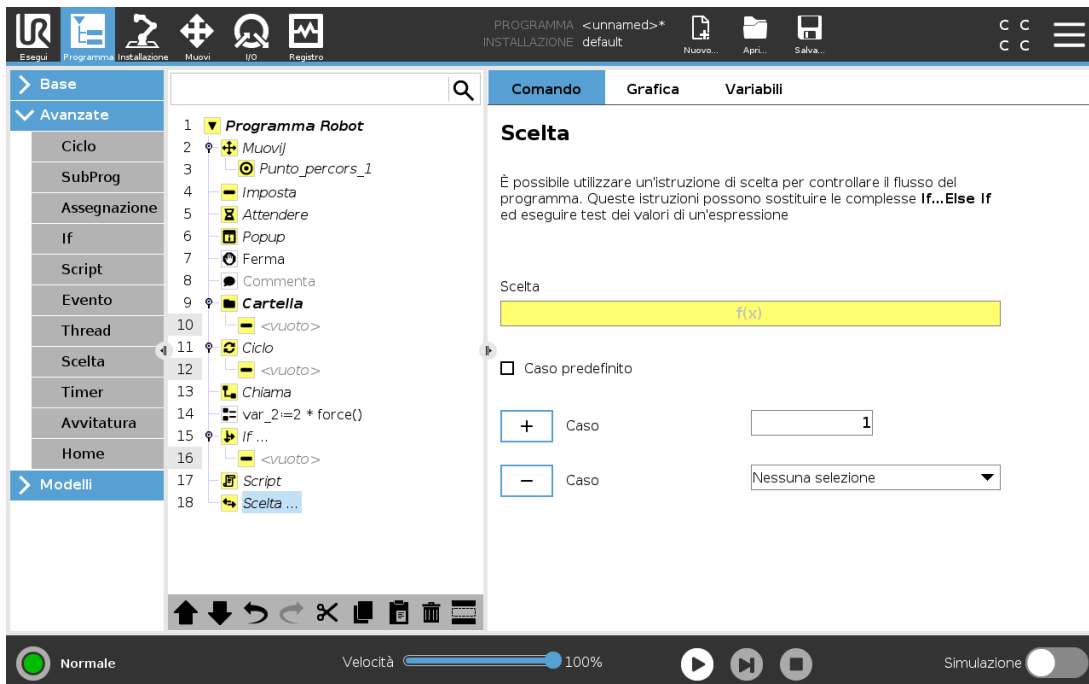 PROGRAMMA <unnamed>*
INSTALLAZIONE default
UR
Esegui
Programma
Installazione
Muovi
I/O
Registro
Nuovo...
Apri...
Salva...
C C
C C
Base
Avanzate
Ciclo
SubProg
Assegnazione
If
Script
Evento
Thread
Scelta
Timer
Avvitatura
Home
Modelli
1 Programma Robot
2 MuoviJ
3 Punto_percors_1
4 Imposta
5 Attendere
6 Popup
7 Ferma
8 Commenta
9 Cartella
10 <vuoto>
11 Ciclo
12 <vuoto>
13 Chiama
14 var_2:=2 * force()
15 If ...
16 <vuoto>
17 Script
18 Scelta ...
Comando Grafica Variabili
Scelta
È possibile utilizzare un'istruzione di scelta per controllare il flusso del
programma. Queste istruzioni possono sostituire le complesse If...Else If
ed eseguire test dei valori di un'espressione
Scelta
f(x)
Caso predefinito
+ Caso 1
− Caso Nessuna selezione
Normale
Velocità 100%
Simulazione